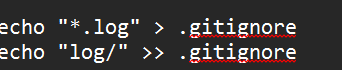 echo "*.log" > .gitignore
echo "log/" >> .gitignore